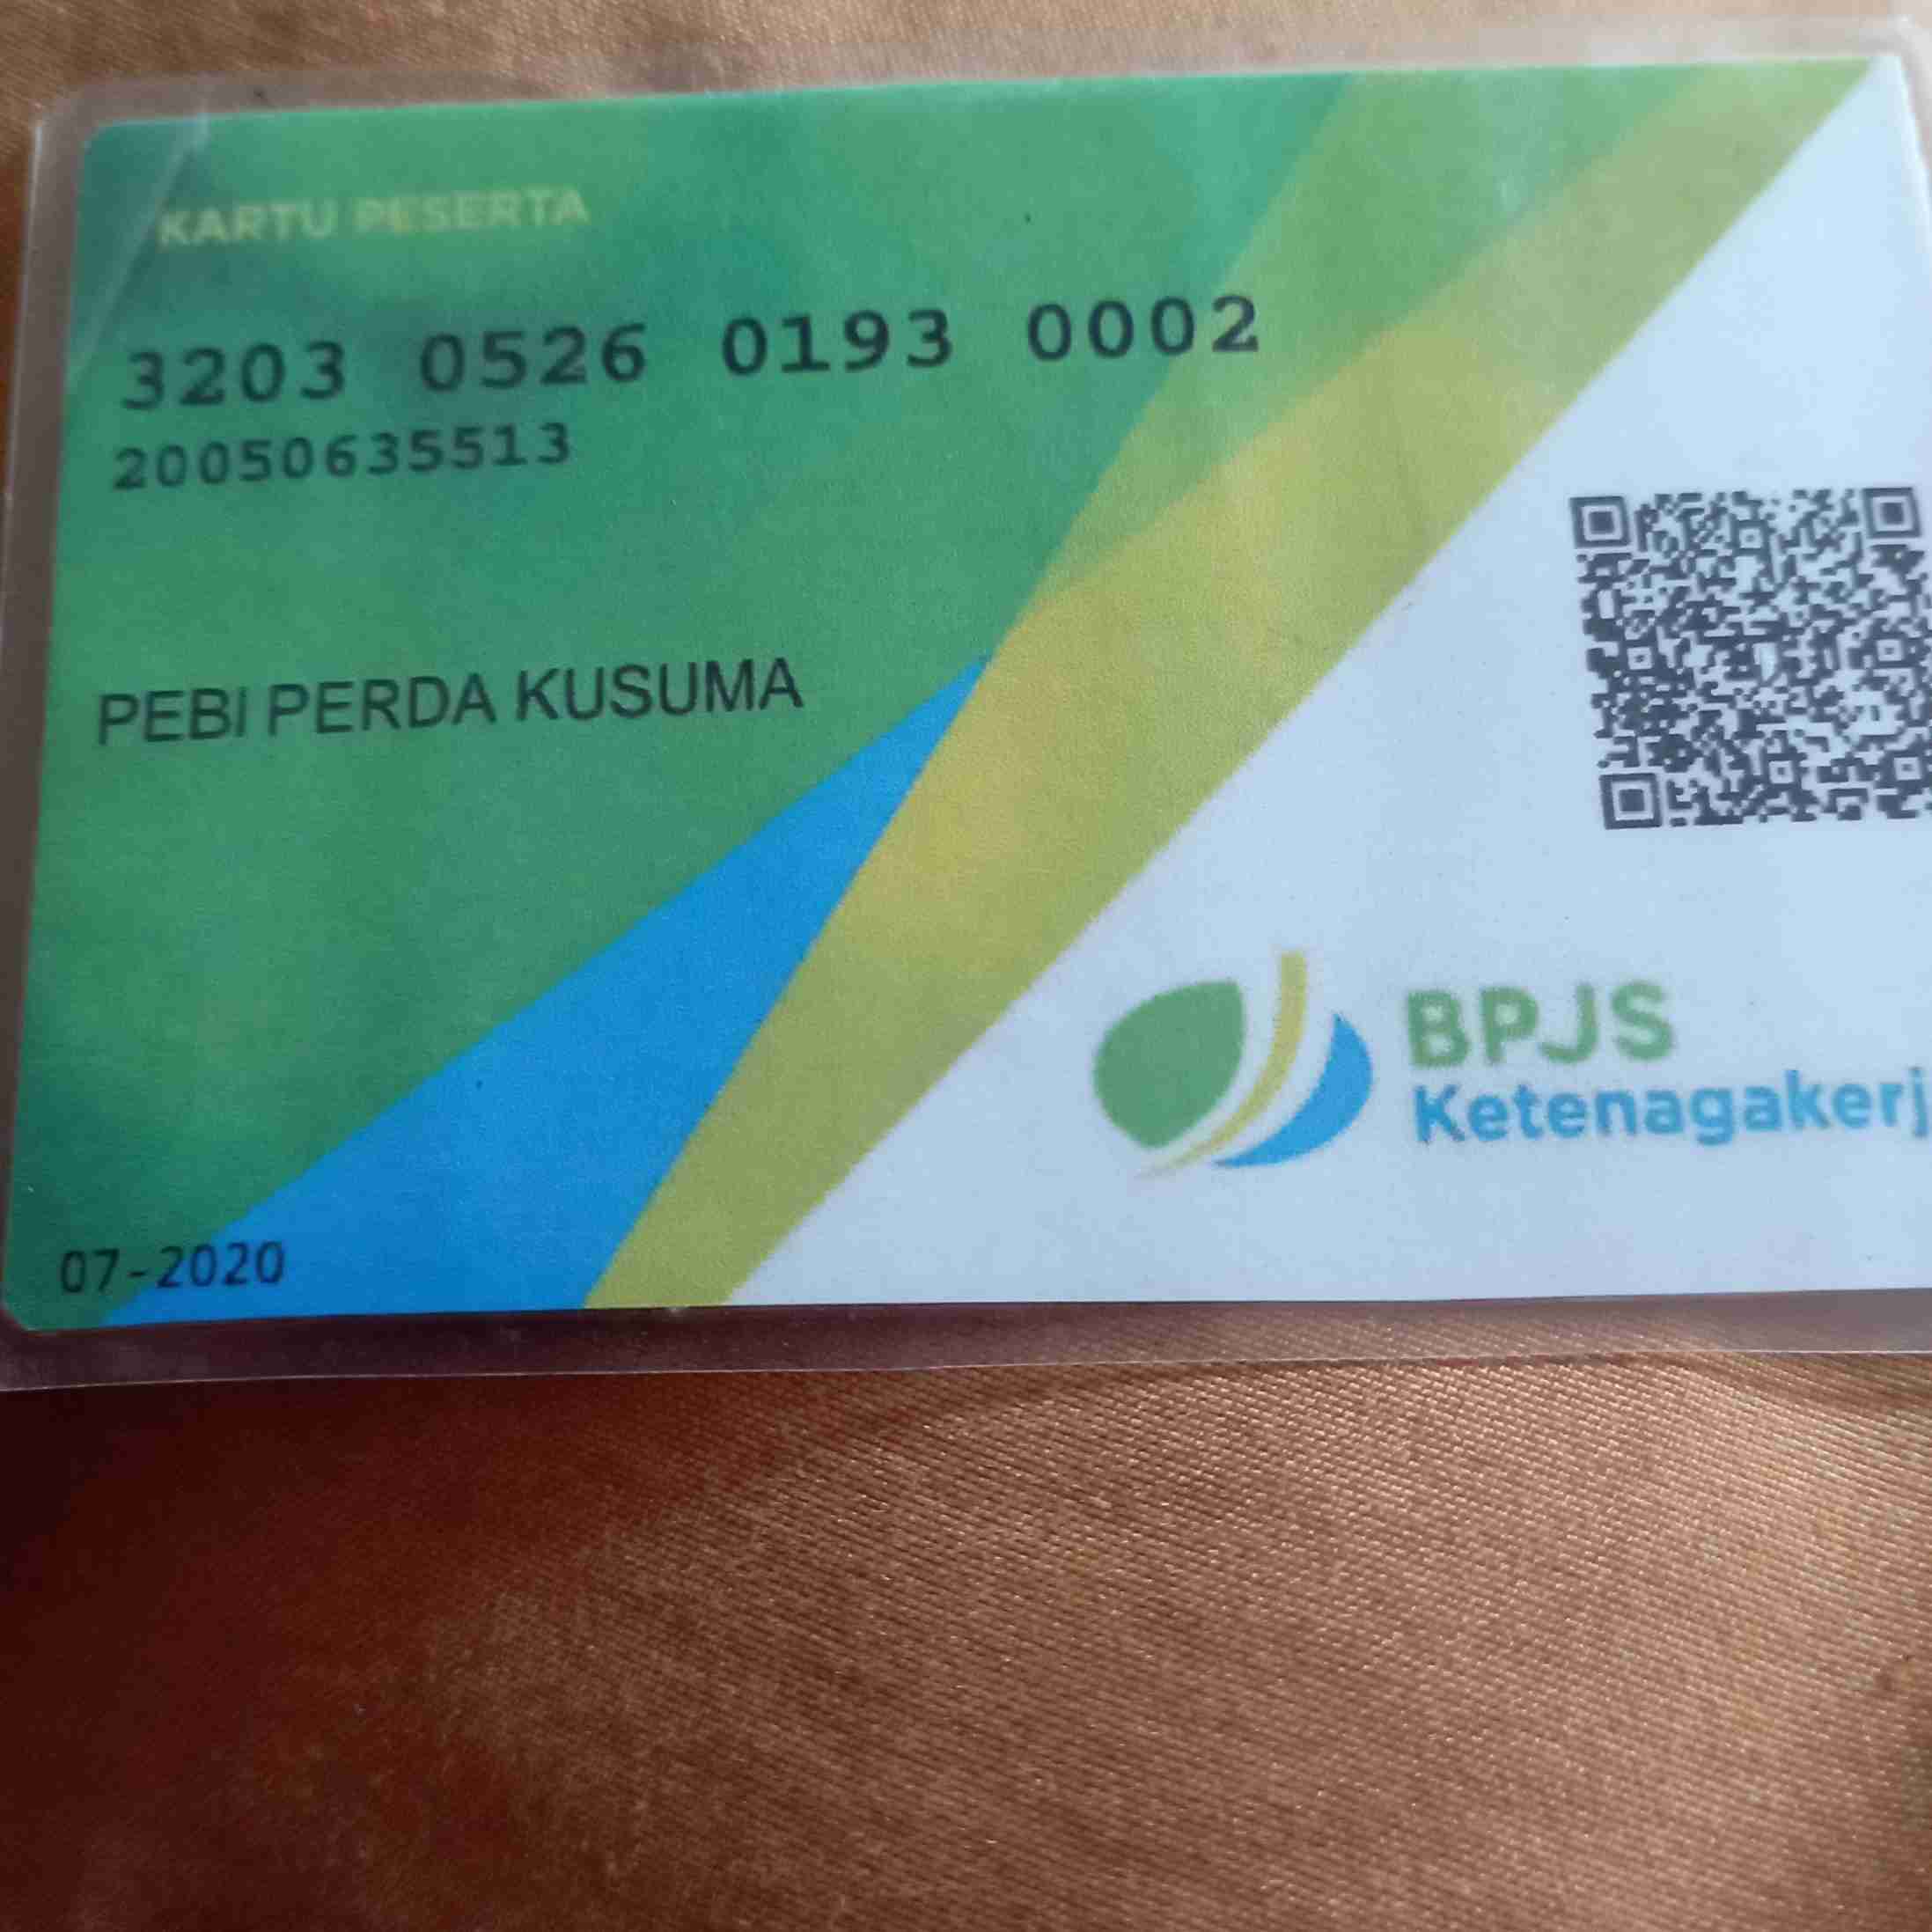 KARTU PESERTA
3203 0526 0193 0002
20050635513
PEBI PERDA KUSUMA
BPJS
Ketenagakerj
07-2020